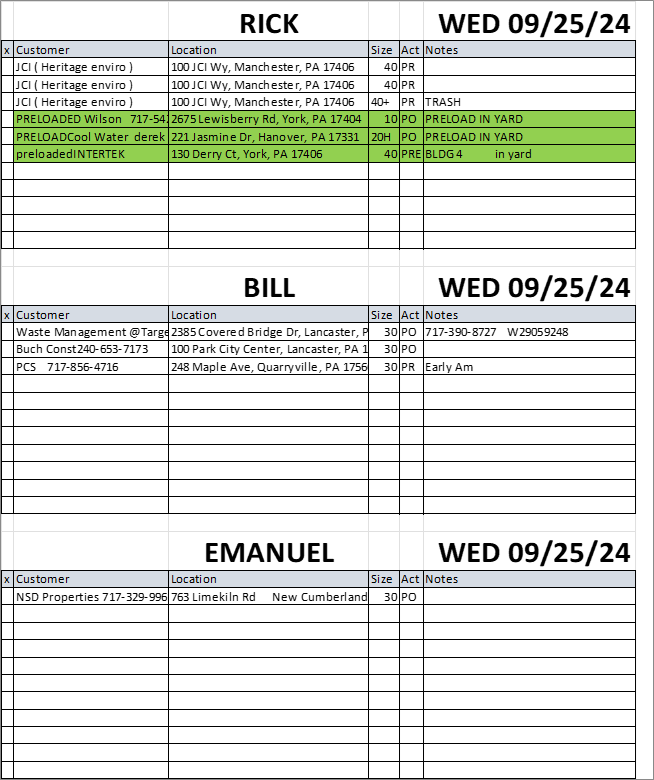 RICK WED 09/25/24
x Customer Location Size Act Notes
JCI ( Heritage enviro ) 100 JCI Wy, Manchester, PA 17406 40 PR
JCI ( Heritage enviro ) 100 JCI Wy, Manchester, PA 17406 40 PR
JCI ( Heritage enviro ) 100 JCI Wy, Manchester, PA 17406 40+ PR TRASH
PRELOADED Wilson 717-541 2675 Lewisberry Rd, York, PA 17404 10 PO PRELOAD IN YARD
PRELOADCool Water derek 221 Jasmine Dr, Hanover, PA 17331 20H PO PRELOAD IN YARD
preloadedINTERTEK 130 Derry Ct, York, PA 17406 40 PRE BLDG 4 in yard
BILL WED 09/25/24
x Customer Location Size Act Notes
Waste Management @Targe 2385 Covered Bridge Dr, Lancaster, P 30 PO 717-390-8727 W29059248
Buch Const240-653-7173 100 Park City Center, Lancaster, PA 1 30 PO
PCS 717-856-4716 248 Maple Ave, Quarryville, PA 1756 30 PR Early Am
EMANUEL WED 09/25/24
x Customer Location Size Act Notes
NSD Properties 717-329-996 763 Limekiln Rd New Cumberland 30 PO